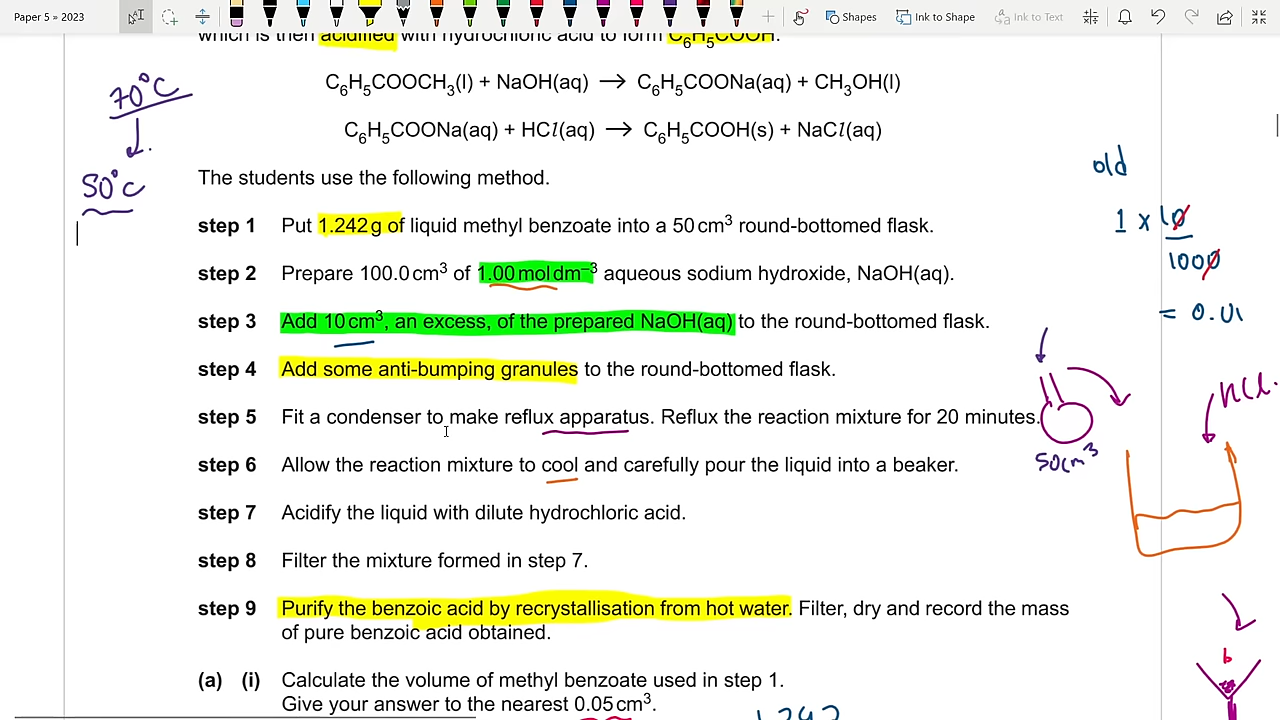 Paper 5 » 2023
Shapes
Ink to Shape
Ink to Text
which is then acidified with hydrochloric acid to form C₆H₅COOH.
C₆H₅COOCH₃(l) + NaOH(aq) → C₆H₅COONa(aq) + CH₃OH(l)
70°C
C₆H₅COONa(aq) + HCl(aq) → C₆H₅COOH(s) + NaCl(aq)
50°C
old
The students use the following method.
step 1 Put 1.242 g of liquid methyl benzoate into a 50 cm³ round-bottomed flask.
1 x 10
1000
= 0.01
step 2 Prepare 100.0 cm³ of 1.00 mol dm⁻³ aqueous sodium hydroxide, NaOH(aq).
step 3 Add 10 cm³, an excess, of the prepared NaOH(aq) to the round-bottomed flask.
step 4 Add some anti-bumping granules to the round-bottomed flask.
HCl.
step 5 Fit a condenser to make reflux apparatus. Reflux the reaction mixture for 20 minutes.
50cm³
step 6 Allow the reaction mixture to cool and carefully pour the liquid into a beaker.
step 7 Acidify the liquid with dilute hydrochloric acid.
step 8 Filter the mixture formed in step 7.
step 9 Purify the benzoic acid by recrystallisation from hot water. Filter, dry and record the mass
of pure benzoic acid obtained.
b
(a) (i) Calculate the volume of methyl benzoate used in step 1.
Give your answer to the nearest 0.05 cm³.
1.242